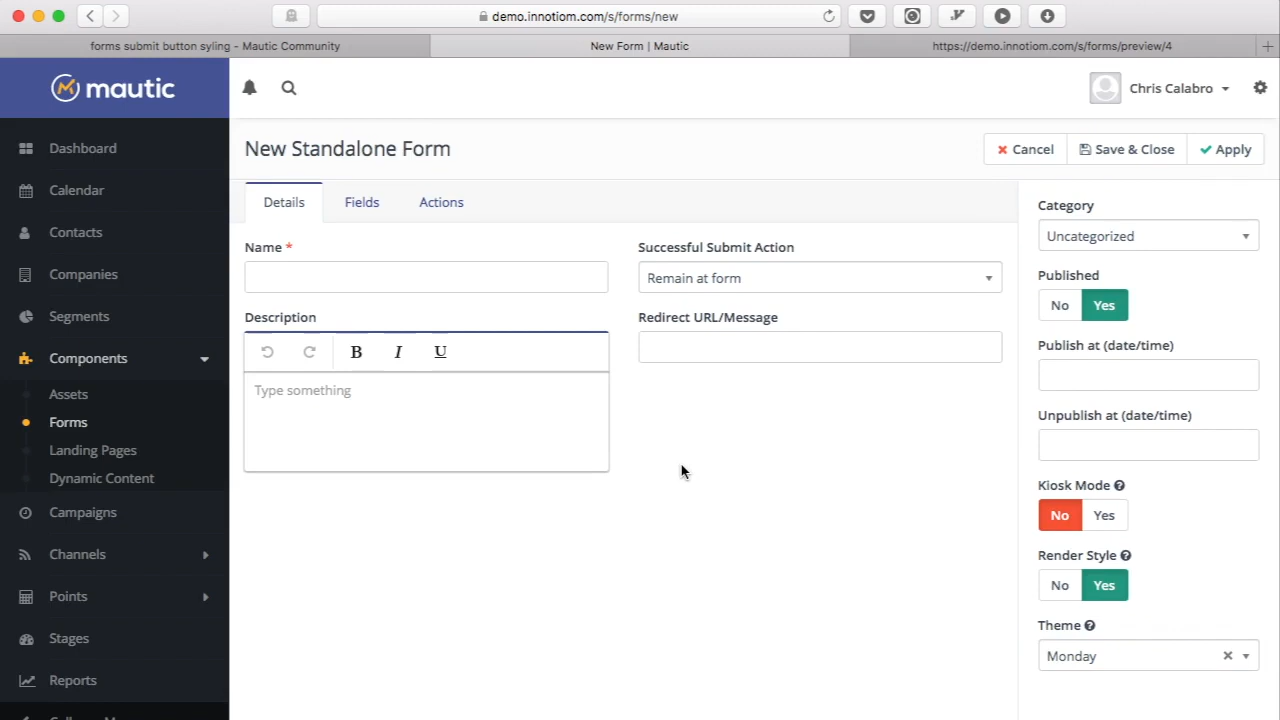 demo.innotiom.com/s/forms/new
forms submit button syling - Mautic Community
New Form | Mautic
https://demo.innotiom.com/s/forms/preview/4
mautic
Chris Calabro
Dashboard
Calendar
Contacts
Companies
Segments
Components
Assets
Forms
Landing Pages
Dynamic Content
Campaigns
Channels
Points
Stages
Reports
New Standalone Form
Cancel
Save & Close
Apply
Details
Fields
Actions
Name *
Successful Submit Action
Remain at form
Description
B I U
Type something
Redirect URL/Message
Category
Uncategorized
Published
No Yes
Publish at (date/time)
Unpublish at (date/time)
Kiosk Mode
No Yes
Render Style
No Yes
Theme
Monday